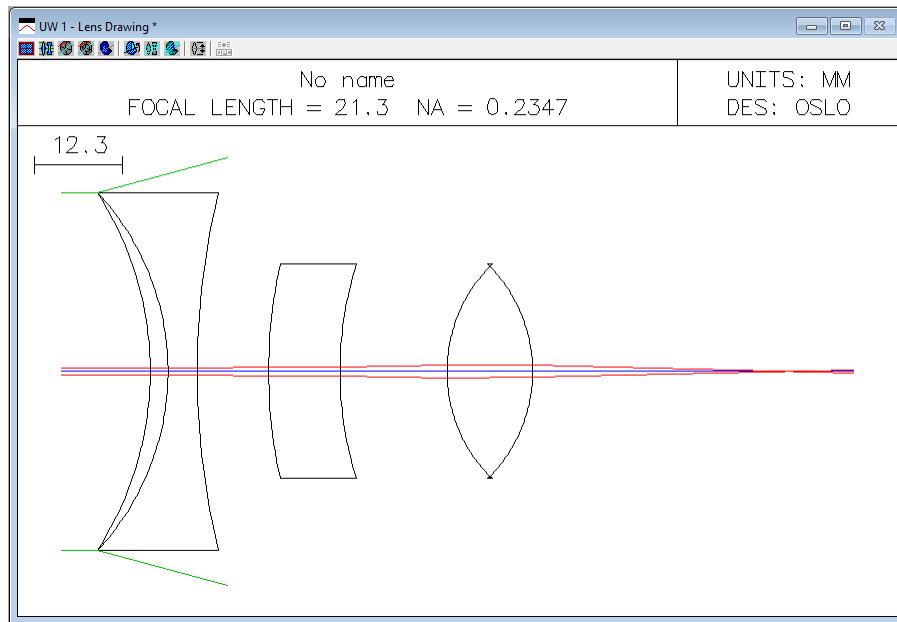 UW 1 - Lens Drawing *
No name
FOCAL LENGTH = 21.3 NA = 0.2347
UNITS: MM
DES: OSLO
12.3